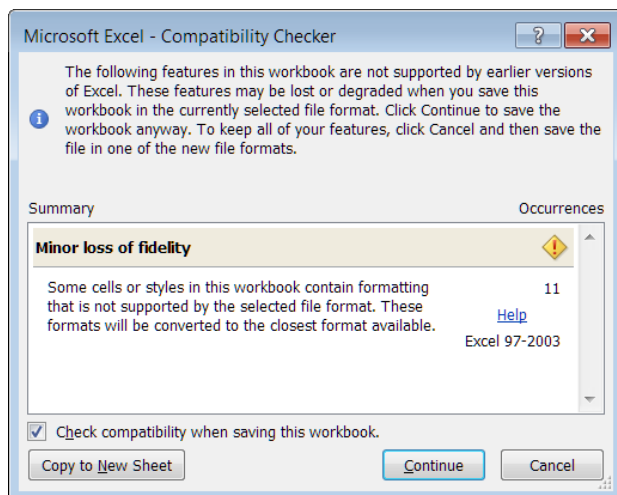 Microsoft Excel - Compatibility Checker
The following features in this workbook are not supported by earlier versions
of Excel. These features may be lost or degraded when you save this
workbook in the currently selected file format. Click Continue to save the
workbook anyway. To keep all of your features, click Cancel and then save the
file in one of the new file formats.
Summary Occurrences
Minor loss of fidelity
Some cells or styles in this workbook contain formatting 11
that is not supported by the selected file format. These
formats will be converted to the closest format available.
Help
Excel 97-2003
Check compatibility when saving this workbook.
Copy to New Sheet Continue Cancel